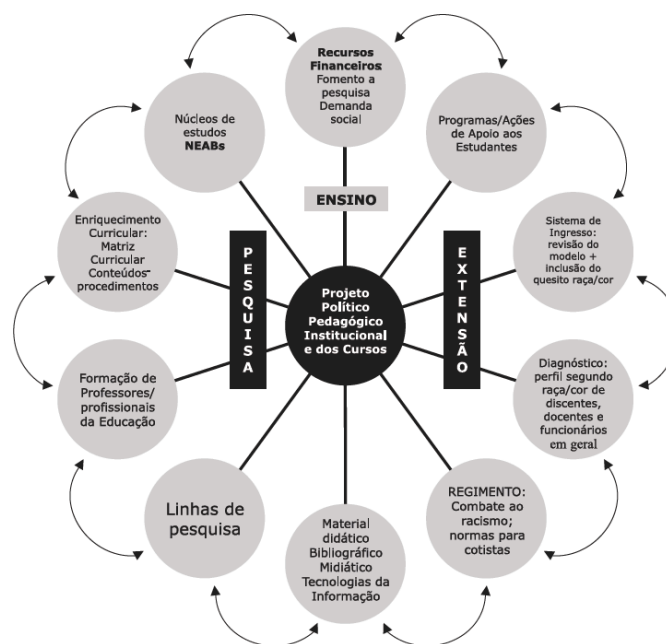 Recursos
Financeiros
Fomento a
pesquisa
Demanda
social
Programas/Ações
de Apoio aos
Estudantes
Sistema de
Ingresso:
revisão do
modelo +
inclusão do
quesito raça/cor
Diagnóstico:
perfil segundo
raça/cor de
discentes,
docentes e
funcionários
em geral
REGIMENTO:
Combate ao
racismo;
normas para
cotistas
Material
didático
Bibliográfico
Midiático
Tecnologias da
Informação
Linhas de
pesquisa
Formação de
Professores/
profissionais
da Educação
Enriquecimento
Curricular:
Matriz
Curricular
Conteúdos-
procedimentos
Núcleos de
estudos
NEABs
ENSINO
PESQUISA
EXTENSÃO
Projeto
Político
Pedagógico
Institucional
e dos Cursos